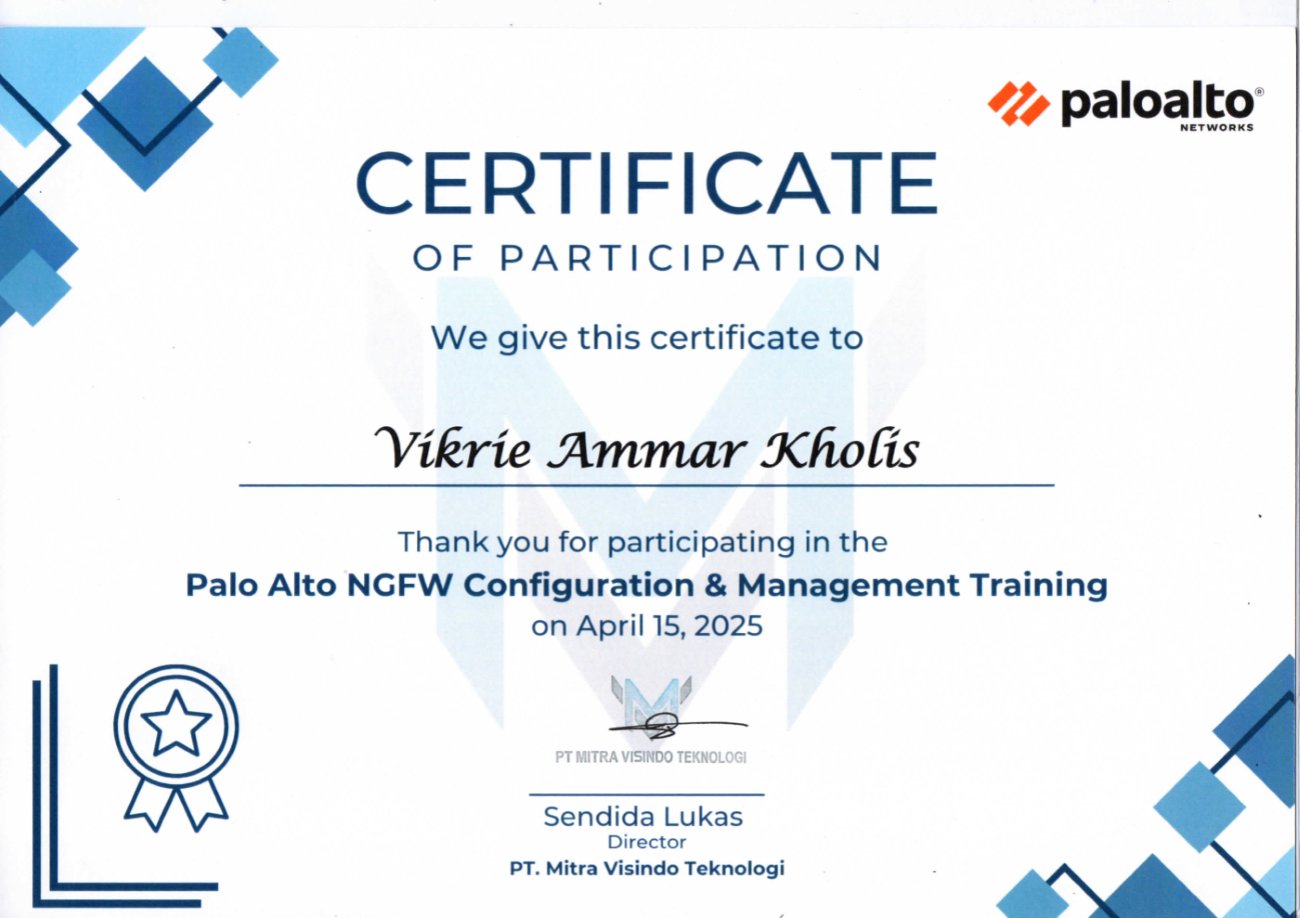 paloalto®
NETWORKS
CERTIFICATE
OF PARTICIPATION
We give this certificate to
Vikrie Ammar Kholis
Thank you for participating in the
Palo Alto NGFW Configuration & Management Training
on April 15, 2025
PT MITRA VISINDO TEKNOLOGI
Sendida Lukas
Director
PT. Mitra Visindo Teknologi